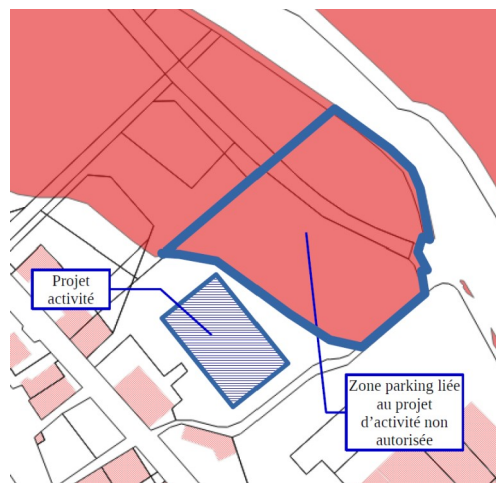 Projet
activité
Zone parking liée
au projet
d'activité non
autorisée